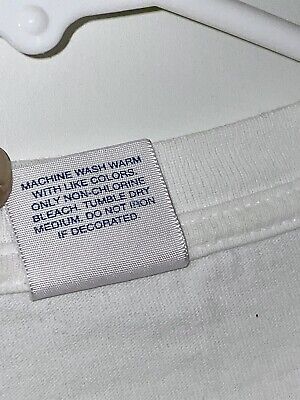 MACHINE WASH WARM
WITH LIKE COLORS.
ONLY NON-CHLORINE
BLEACH. TUMBLE DRY
MEDIUM. DO NOT IRON
IF DECORATED.